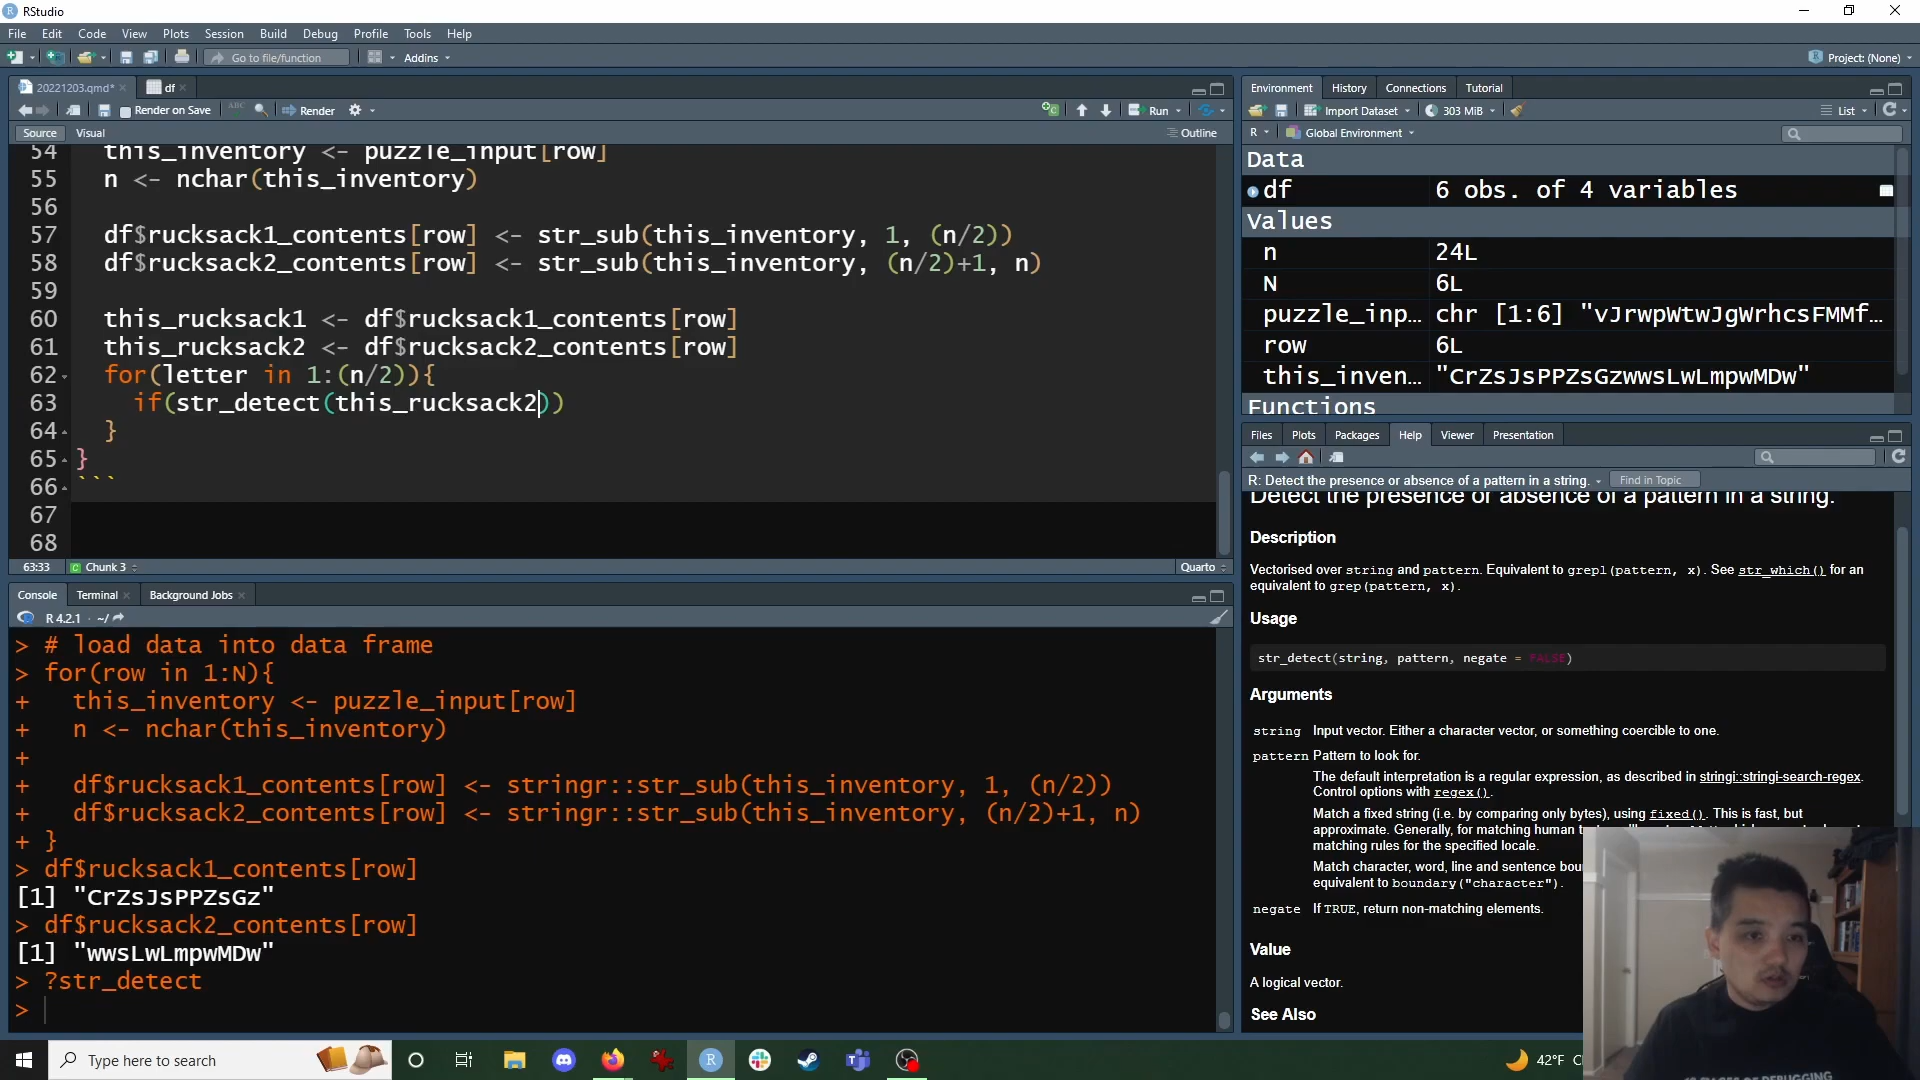 RStudio
File Edit Code View Plots Session Build Debug Profile Tools Help
Go to file/function
Addins
Project: (None)
20221203.qmd*
df
Render on Save
ABC
Render
Run
Source Visual
Outline
54 this_inventory <- puzzle_input[row]
55 n <- nchar(this_inventory)
56
57 df$rucksack1_contents[row] <- str_sub(this_inventory, 1, (n/2))
58 df$rucksack2_contents[row] <- str_sub(this_inventory, (n/2)+1, n)
59
60 this_rucksack1 <- df$rucksack1_contents[row]
61 this_rucksack2 <- df$rucksack2_contents[row]
62 for(letter in 1:(n/2)){
63 if(str_detect(this_rucksack2))
64 }
65 }
66 ```
67
68
63:33 Chunk 3 Quarto
Console Terminal Background Jobs
R 4.2.1 · ~/
> # load data into data frame
> for(row in 1:N){
+ this_inventory <- puzzle_input[row]
+ n <- nchar(this_inventory)
+
+ df$rucksack1_contents[row] <- stringr::str_sub(this_inventory, 1, (n/2))
+ df$rucksack2_contents[row] <- stringr::str_sub(this_inventory, (n/2)+1, n)
+ }
> df$rucksack1_contents[row]
[1] "CrZsJsPPZsGz"
> df$rucksack2_contents[row]
[1] "wwsLwLmpwMDw"
> ?str_detect
>
Environment History Connections Tutorial
Import Dataset
303 MiB
List
R
Global Environment
Data
df 6 obs. of 4 variables
Values
n 24L
N 6L
puzzle_inp… chr [1:6] "vJrwpWtwJgWrhcsFMMf…
row 6L
this_inven… "CrZsJsPPZsGzwwsLwLmpwMDw"
Functions
Files Plots Packages Help Viewer Presentation
R: Detect the presence or absence of a pattern in a string.
Find in Topic
Detect the presence or absence of a pattern in a string.
Description
Vectorised over string and pattern. Equivalent to grepl(pattern, x). See str_which() for an
equivalent to grep(pattern, x).
Usage
str_detect(string, pattern, negate = FALSE)
Arguments
string Input vector. Either a character vector, or something coercible to one.
pattern Pattern to look for.
The default interpretation is a regular expression, as described in stringi::stringi-search-regex.
Control options with regex().
Match a fixed string (i.e. by comparing only bytes), using fixed(). This is fast, but
approximate. Generally, for matching human
matching rules for the specified locale.
Match character, word, line and sentence
equivalent to boundary("character").
negate If TRUE, return non-matching elements.
Value
A logical vector.
See Also
Type here to search
42°F